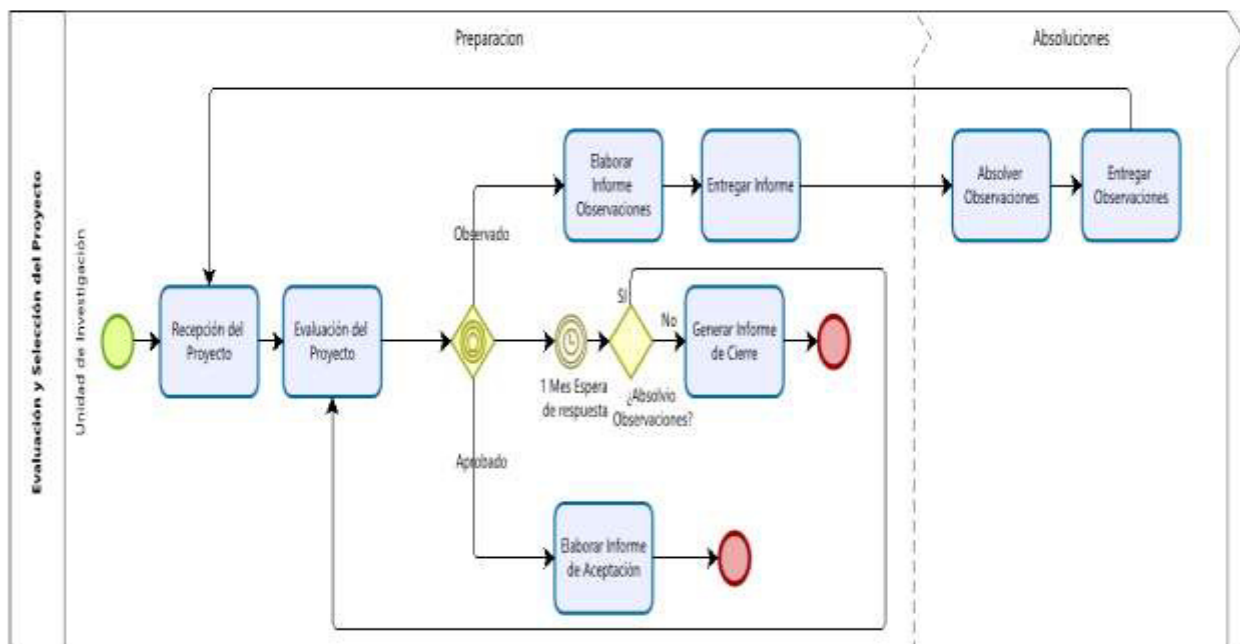 Evaluación y Selección del Proyecto
Unidad de Investigación
Preparacion
Absoluciones
Elaborar
Informe
Observaciones
Entregar Informe
Absolver
Observaciones
Entregar
Observaciones
Observado
Recepción del
Proyecto
Evaluación del
Proyecto
1 Mes Espera
de respuesta
SI
No
¿Absolvio
Observaciones?
Generar Informe
de Cierre
Aprobado
Elaborar Informe
de Aceptación